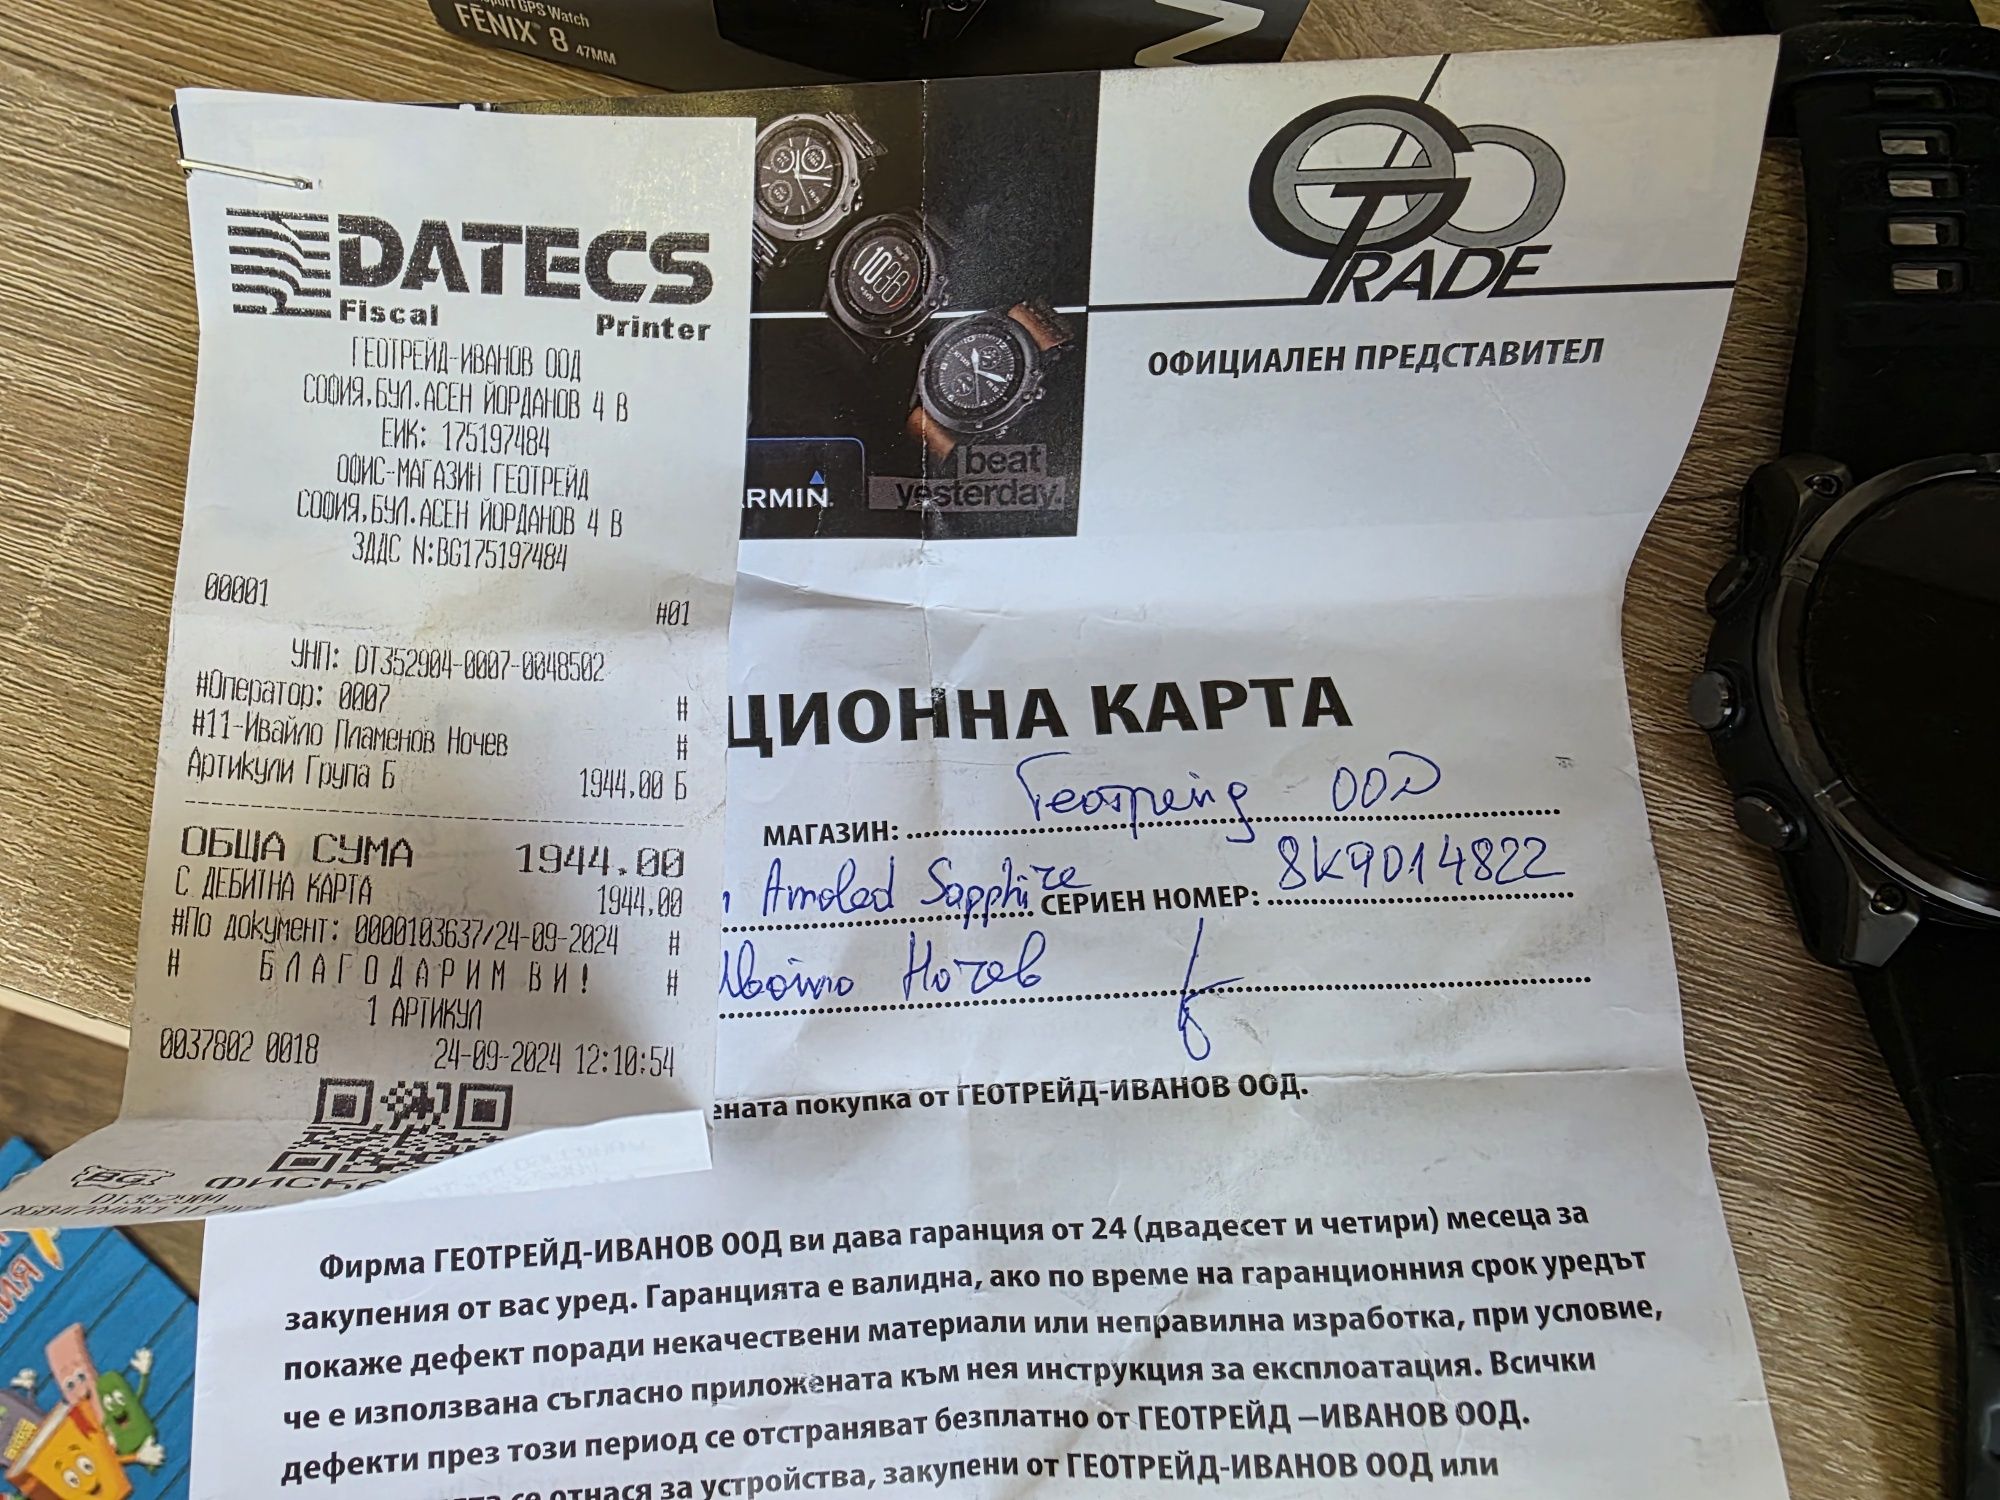 Sport GPS Watch
FĒNIX® 8 47MM
DATECS
Fiscal Printer
ГЕОТРЕЙД-ИВАНОВ ООД
СОФИЯ,БУЛ.АСЕН ЙОРДАНОВ 4 В
ЕИК: 175197484
ОФИС-МАГАЗИН ГЕОТРЕЙД
СОФИЯ,БУЛ.АСЕН ЙОРДАНОВ 4 В
ЗДДС N:BG175197484
00001 #01
УНП: DT352904-0007-0048502
#Оператор: 0007 #
#11-Ивайло Пламенов Ночев #
Артикули Група Б 1944.00 Б
ОБЩА СУМА 1944.00
С ДЕБИТНА КАРТА 1944,00
#По документ: 0000103637/24-09-2024 #
# БЛАГОДАРИМ ВИ! #
1 АРТИКУЛ
0037802 0018 24-09-2024 12:10:54
BG
DT352904
GEO TRADE
ОФИЦИАЛЕН ПРЕДСТАВИТЕЛ
1036
beat
yesterday.
ARMIN
ЦИОННА КАРТА
МАГАЗИН: Геотрейд ООД
Amoled Sapphire СЕРИЕН НОМЕР: 8K9014822
Ивайло Ночев
ената покупка от ГЕОТРЕЙД-ИВАНОВ ООД.
Фирма ГЕОТРЕЙД-ИВАНОВ ООД ви дава гаранция от 24 (двадесет и четири) месеца за
закупения от вас уред. Гаранцията е валидна, ако по време на гаранционния срок уредът
покаже дефект поради некачествени материали или неправилна изработка, при условие,
че е използвана съгласно приложената към нея инструкция за експлоатация. Всички
дефекти през този период се отстраняват безплатно от ГЕОТРЕЙД –ИВАНОВ ООД.
се отнася за устройства, закупени от ГЕОТРЕЙД-ИВАНОВ ООД или